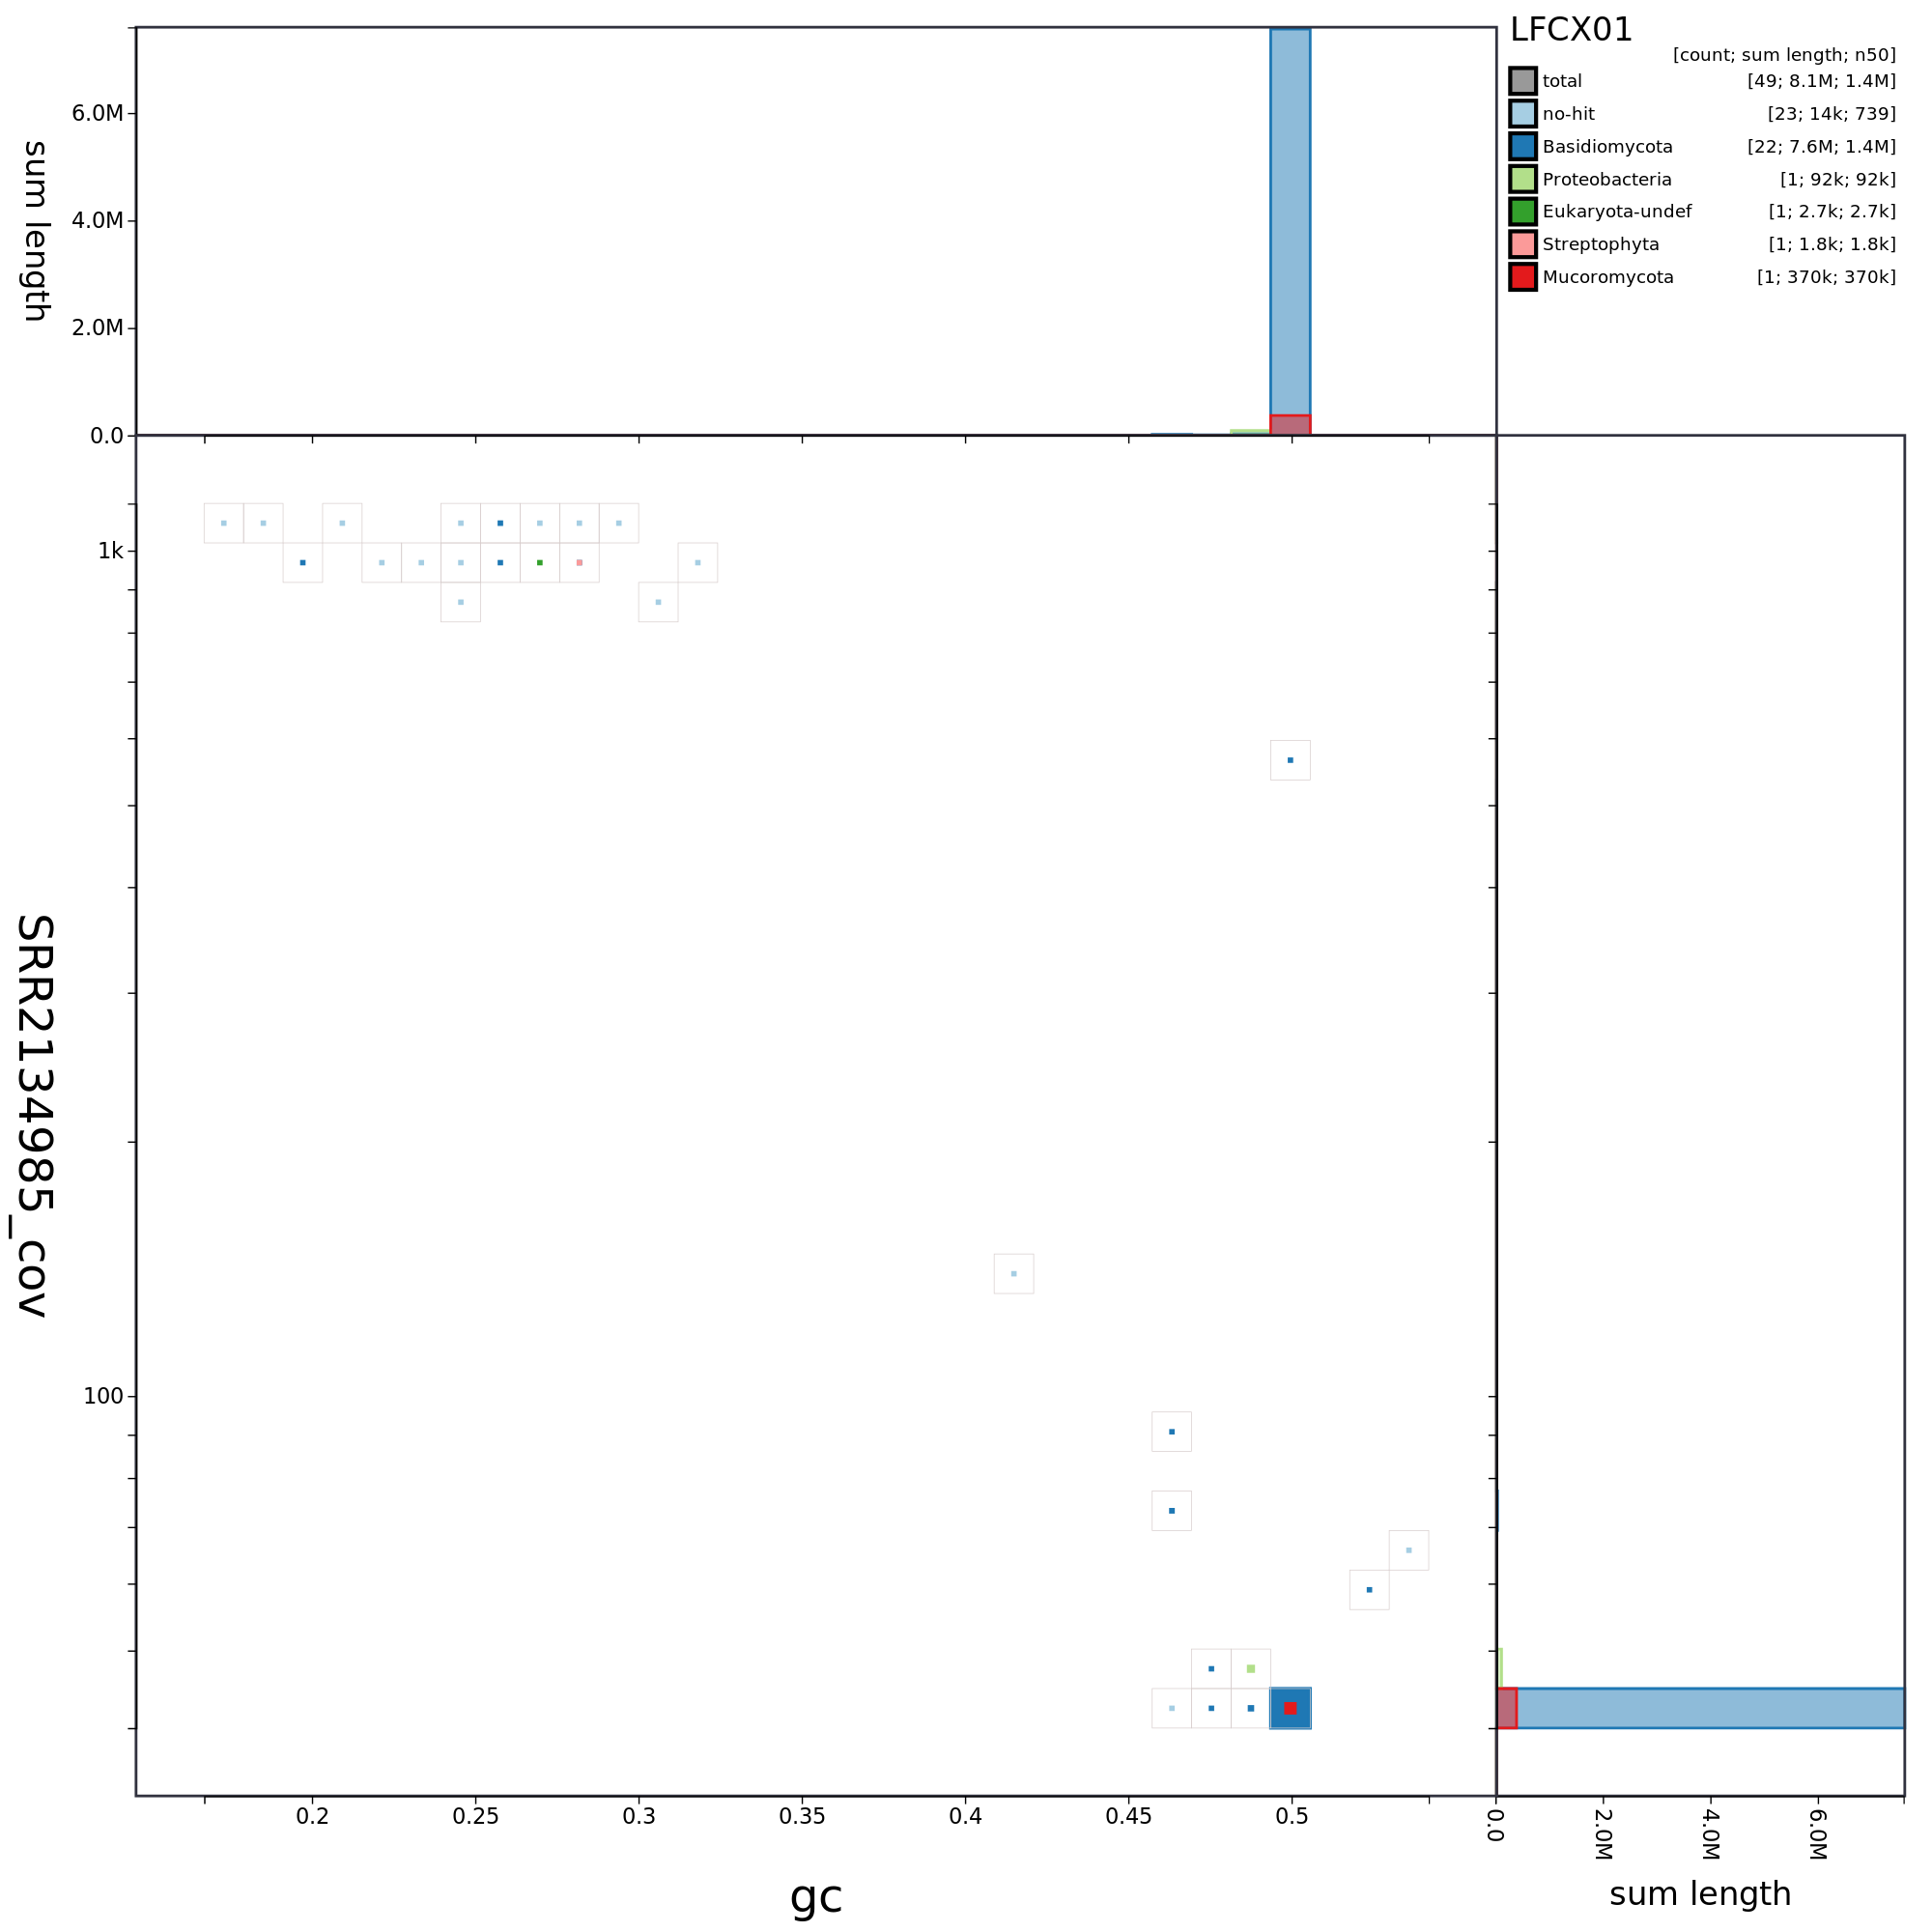 LFCX01
[count; sum length; n50]
total [49; 8.1M; 1.4M]
no-hit [23; 14k; 739]
Basidiomycota [22; 7.6M; 1.4M]
Proteobacteria [1; 92k; 92k]
Eukaryota-undef [1; 2.7k; 2.7k]
Streptophyta [1; 1.8k; 1.8k]
Mucoromycota [1; 370k; 370k]
sum length
6.0M
4.0M
2.0M
0.0
SRR2134985_cov
1k
100
0.2 0.25 0.3 0.35 0.4 0.45 0.5
gc
0.0 2.0M 4.0M 6.0M
sum length